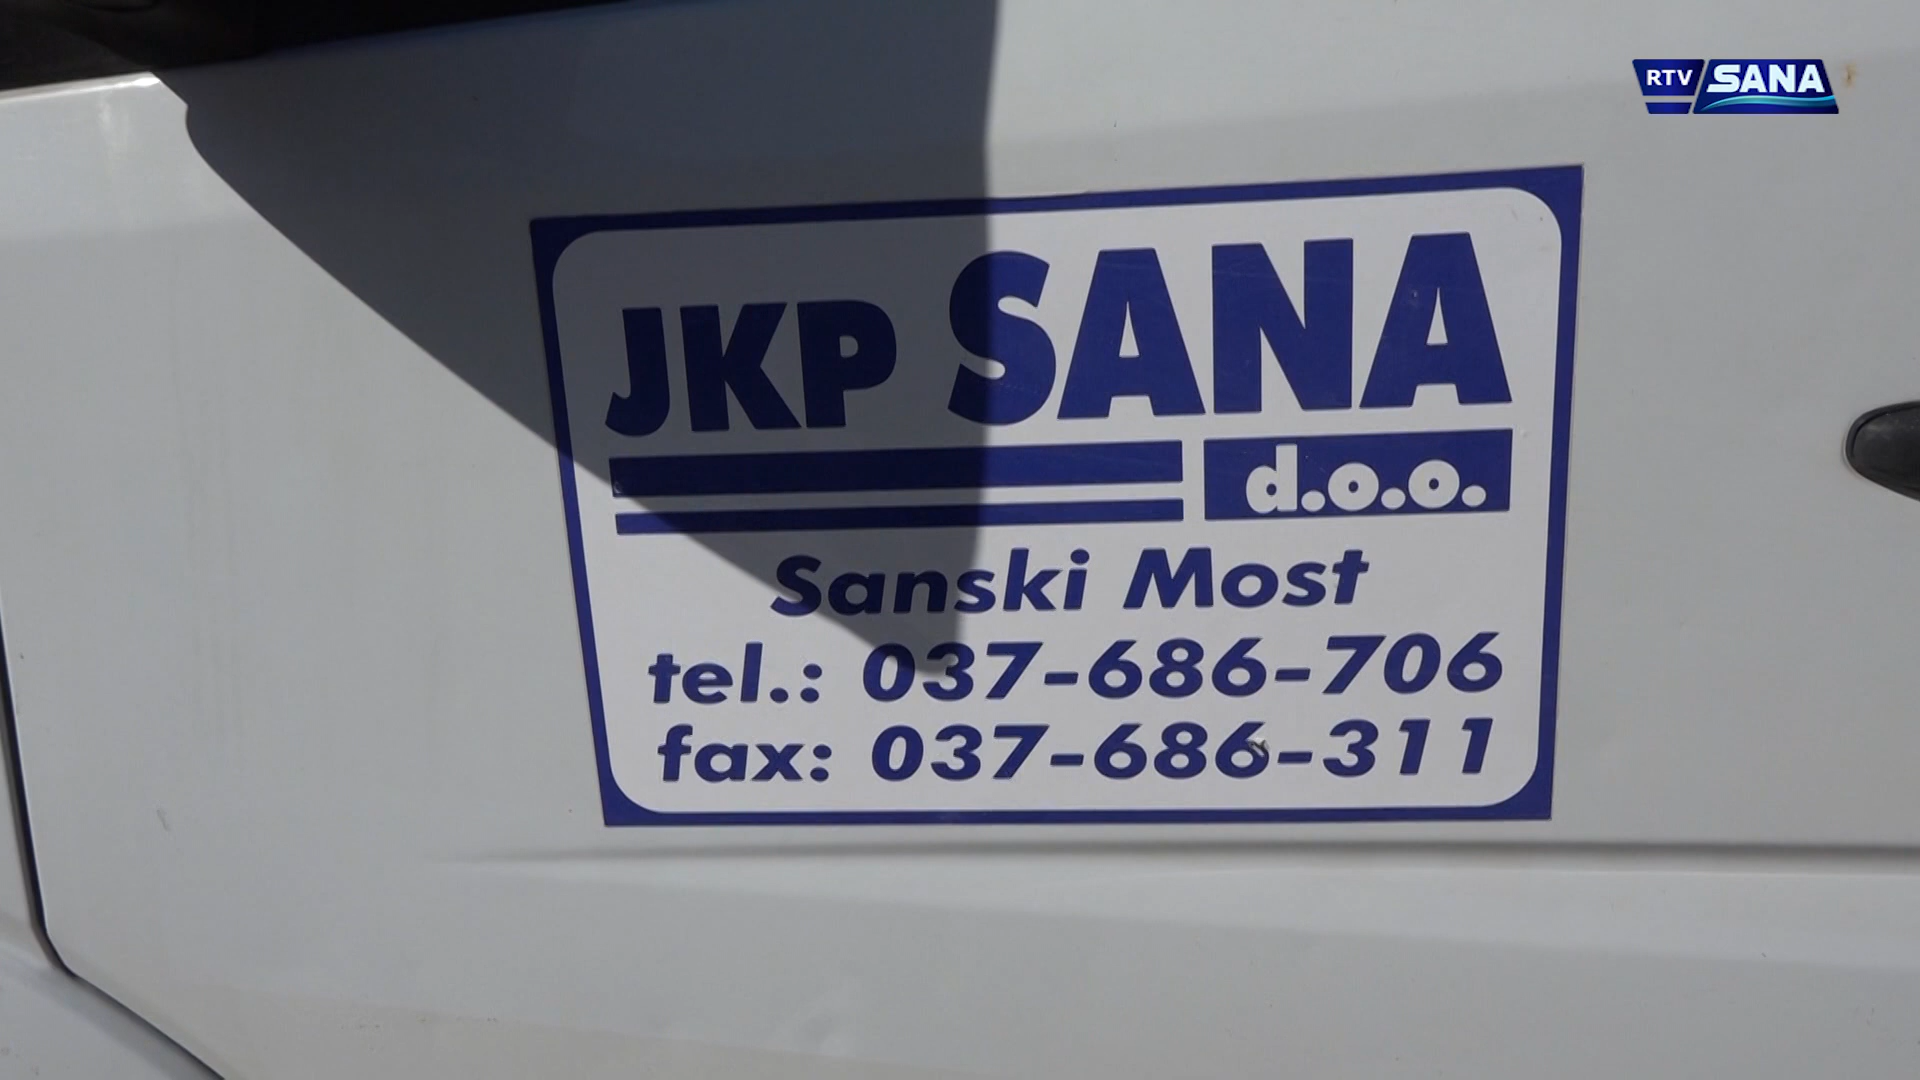 RTV SANA
JKP SANA
d.o.o.
Sanski Most
tel.: 037-686-706
fax: 037-686-311